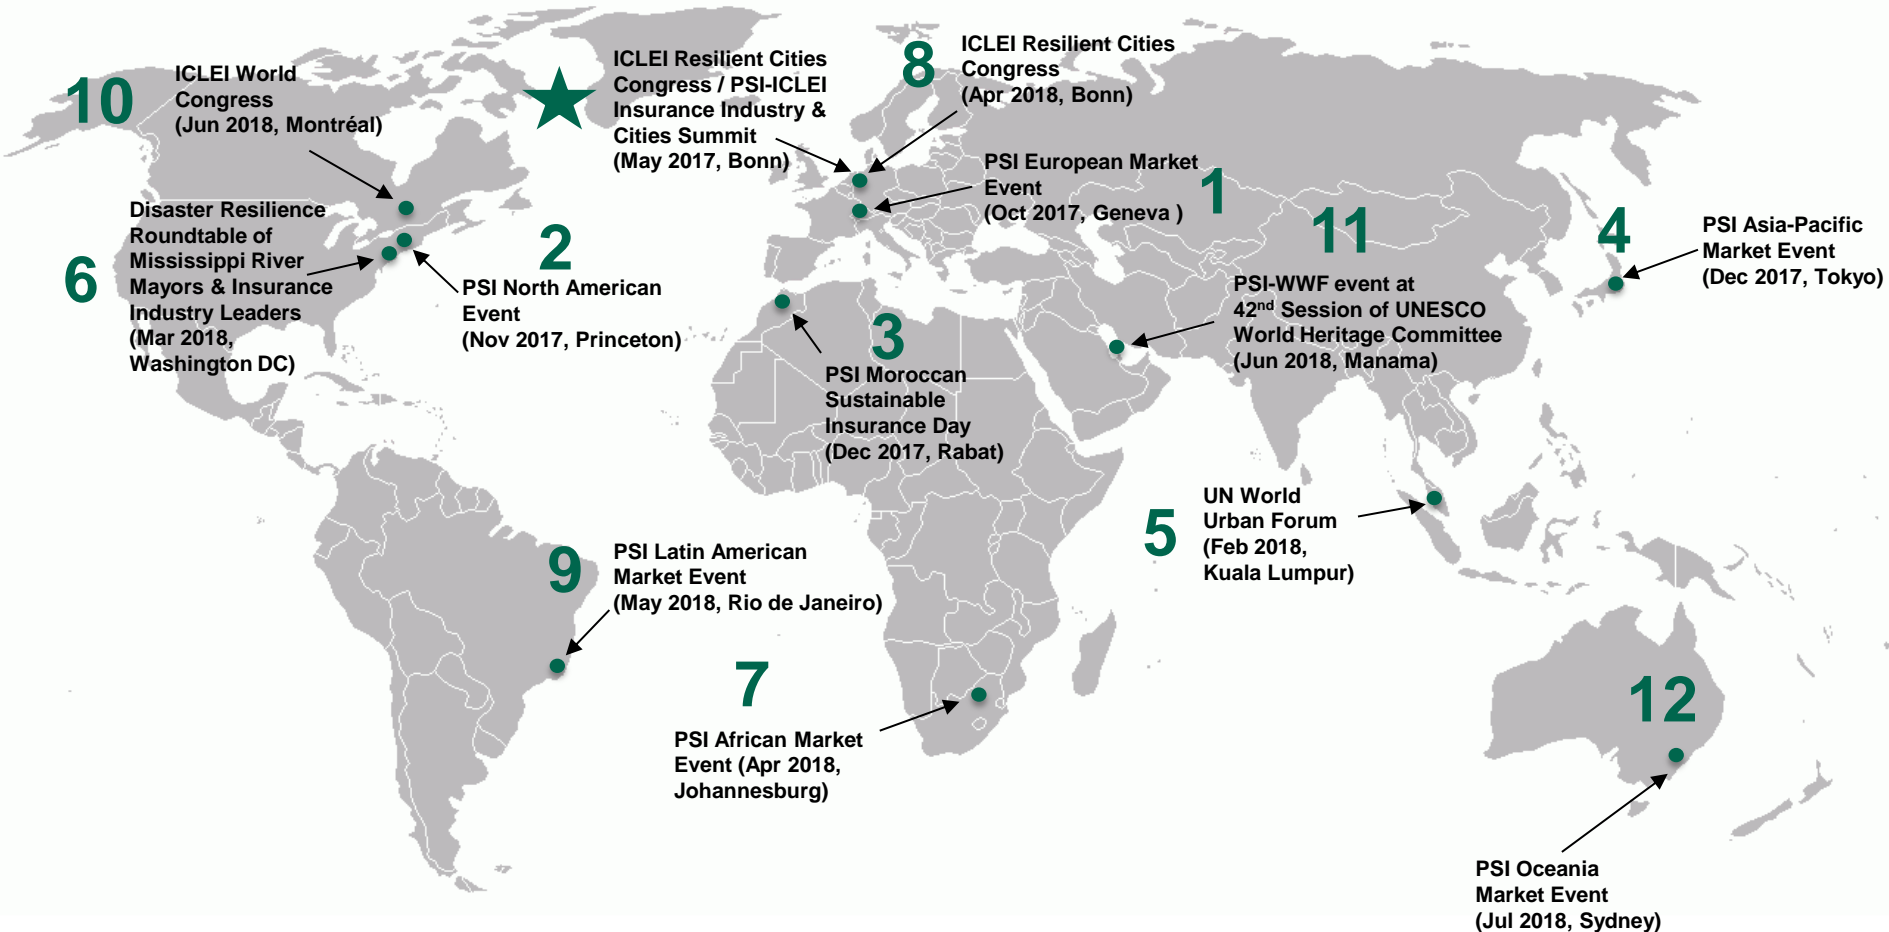 10
ICLEI World
Congress
(Jun 2018, Montréal)
ICLEI Resilient Cities
Congress / PSI-ICLEI
Insurance Industry &
Cities Summit
(May 2017, Bonn)
8
ICLEI Resilient Cities
Congress
(Apr 2018, Bonn)
PSI European Market
Event
(Oct 2017, Geneva )
1
6
Disaster Resilience
Roundtable of
Mississippi River
Mayors & Insurance
Industry Leaders
(Mar 2018,
Washington DC)
2
PSI North American
Event
(Nov 2017, Princeton)
3
PSI Moroccan
Sustainable
Insurance Day
(Dec 2017, Rabat)
11
PSI-WWF event at
42nd Session of UNESCO
World Heritage Committee
(Jun 2018, Manama)
4
PSI Asia-Pacific
Market Event
(Dec 2017, Tokyo)
5
UN World
Urban Forum
(Feb 2018,
Kuala Lumpur)
9
PSI Latin American
Market Event
(May 2018, Rio de Janeiro)
7
PSI African Market
Event (Apr 2018,
Johannesburg)
12
PSI Oceania
Market Event
(Jul 2018, Sydney)